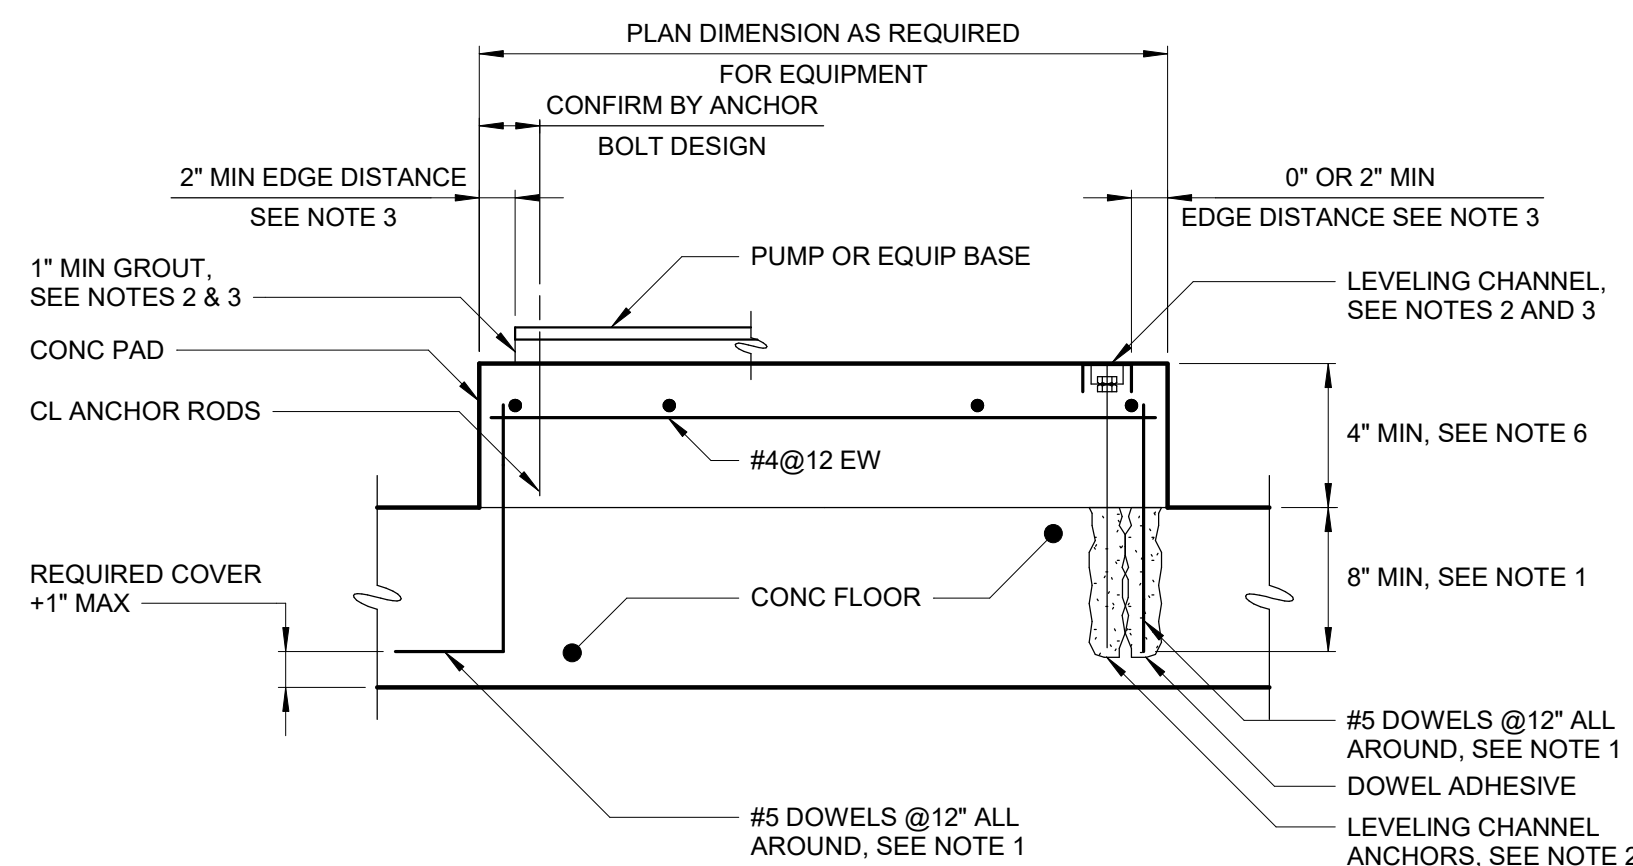 PLAN DIMENSION AS REQUIRED
FOR EQUIPMENT
CONFIRM BY ANCHOR
BOLT DESIGN
2" MIN EDGE DISTANCE
SEE NOTE 3
0" OR 2" MIN
EDGE DISTANCE SEE NOTE 3
1" MIN GROUT,
SEE NOTES 2 & 3
PUMP OR EQUIP BASE
LEVELING CHANNEL,
SEE NOTES 2 AND 3
CONC PAD
CL ANCHOR RODS
4" MIN, SEE NOTE 6
#4@12 EW
REQUIRED COVER
+1" MAX
CONC FLOOR
8" MIN, SEE NOTE 1
#5 DOWELS @12" ALL
AROUND, SEE NOTE 1
DOWEL ADHESIVE
#5 DOWELS @12" ALL
AROUND, SEE NOTE 1
LEVELING CHANNEL
ANCHORS, SEE NOTE 2